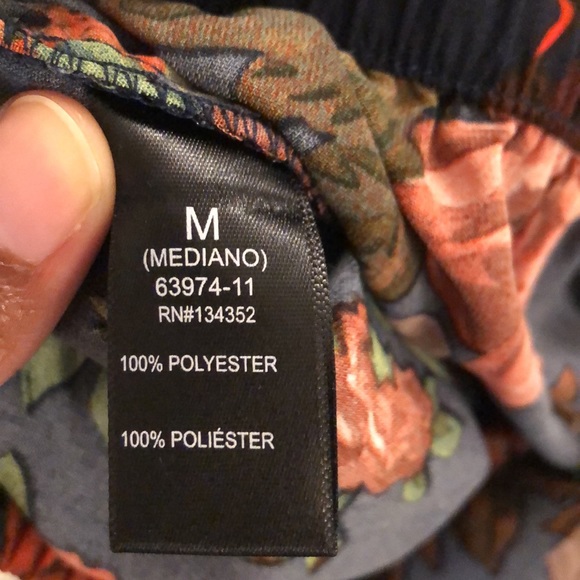 M
(MEDIANO)
63974-11
RN#134352
100% POLYESTER
100% POLIÉSTER